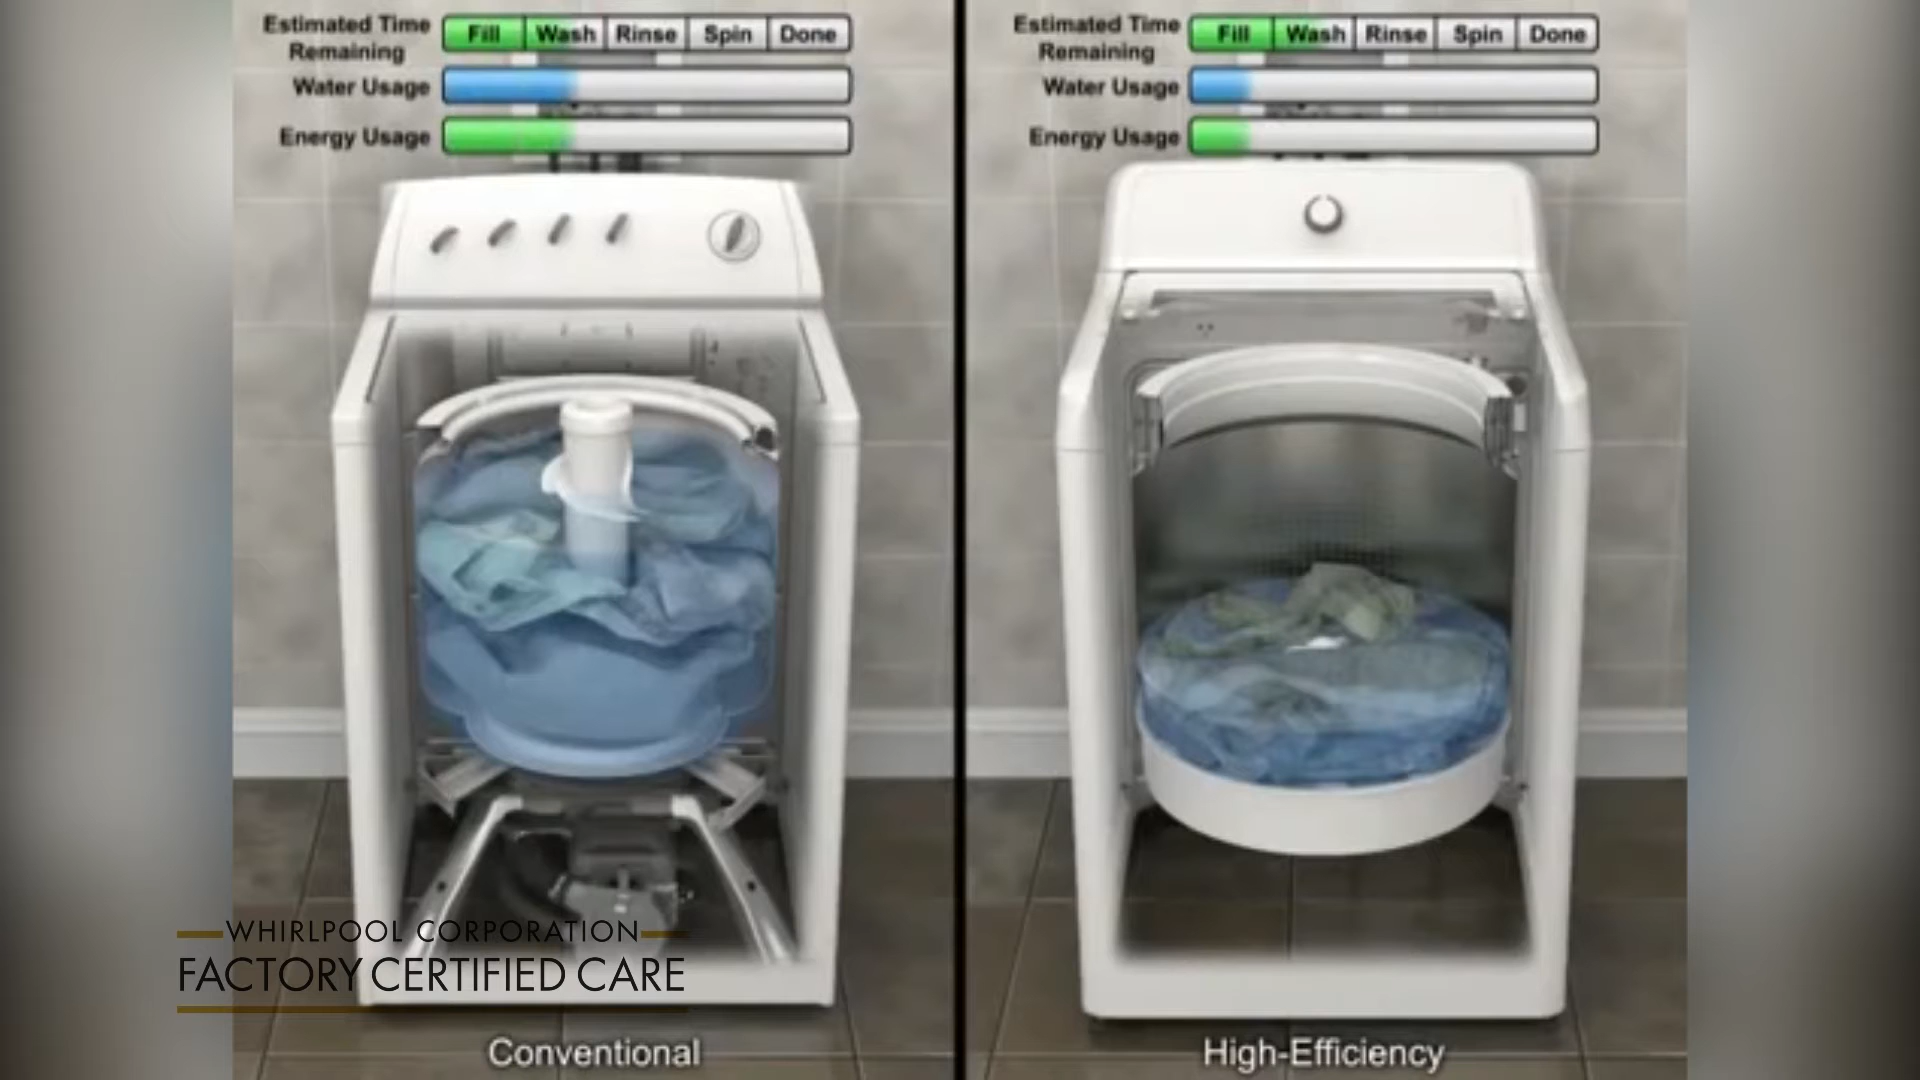 Estimated Time
Remaining
Fill Wash Rinse Spin Done
Water Usage
Energy Usage
Estimated Time
Remaining
Fill Wash Rinse Spin Done
Water Usage
Energy Usage
WHIRLPOOL CORPORATION
FACTORY CERTIFIED CARE
Conventional
High-Efficiency